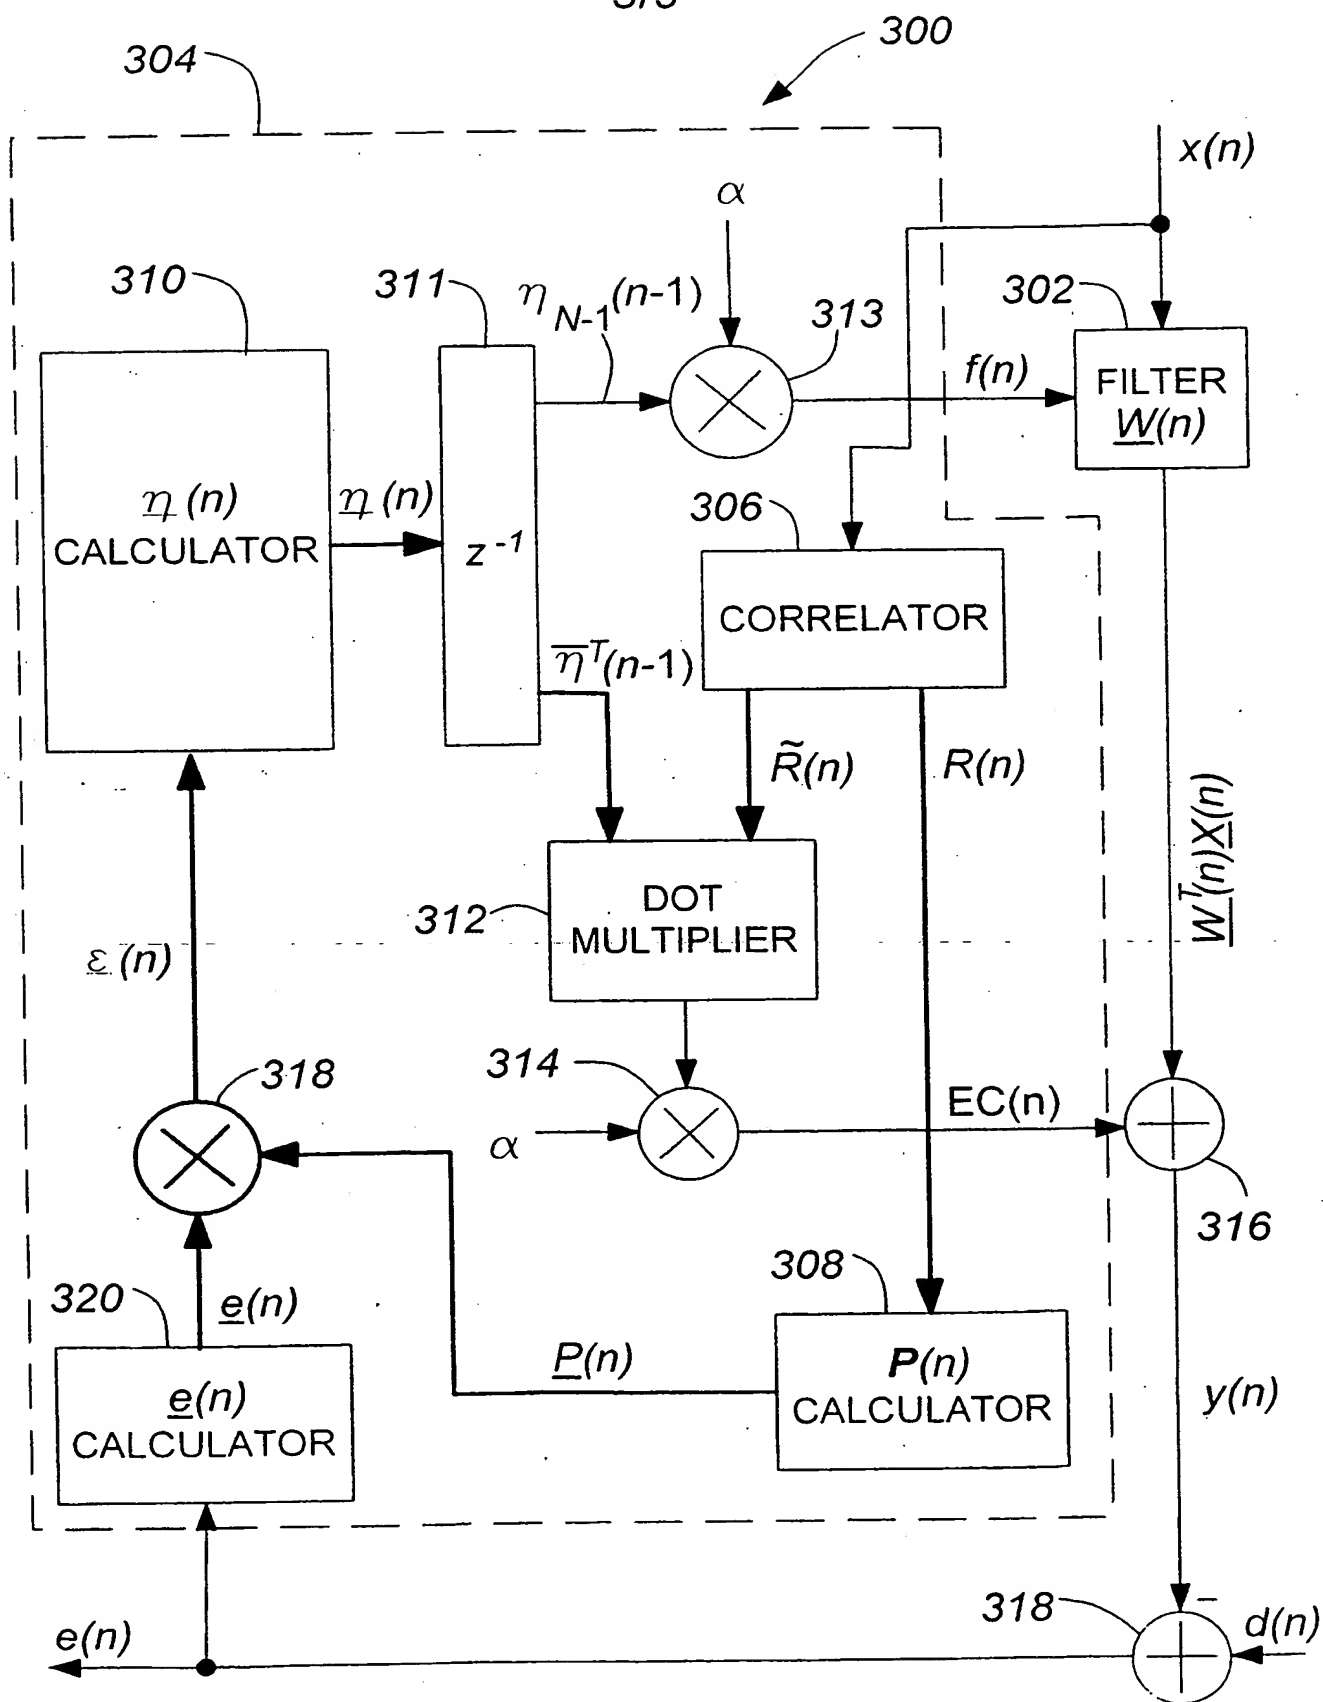 300
304
x(n)
α
310
311
η N-1 (n-1)
313
302
f(n)
FILTER
W(n)
η(n)
CALCULATOR
η(n)
z -1
306
CORRELATOR
η̅ᵀ(n-1)
R̃(n)
R(n)
312
DOT
MULTIPLIER
Wᵀ(n)X(n)
ε(n)
318
314
α
EC(n)
316
308
320
e(n)
P(n)
P(n)
CALCULATOR
e(n)
CALCULATOR
y(n)
−
318
d(n)
e(n)